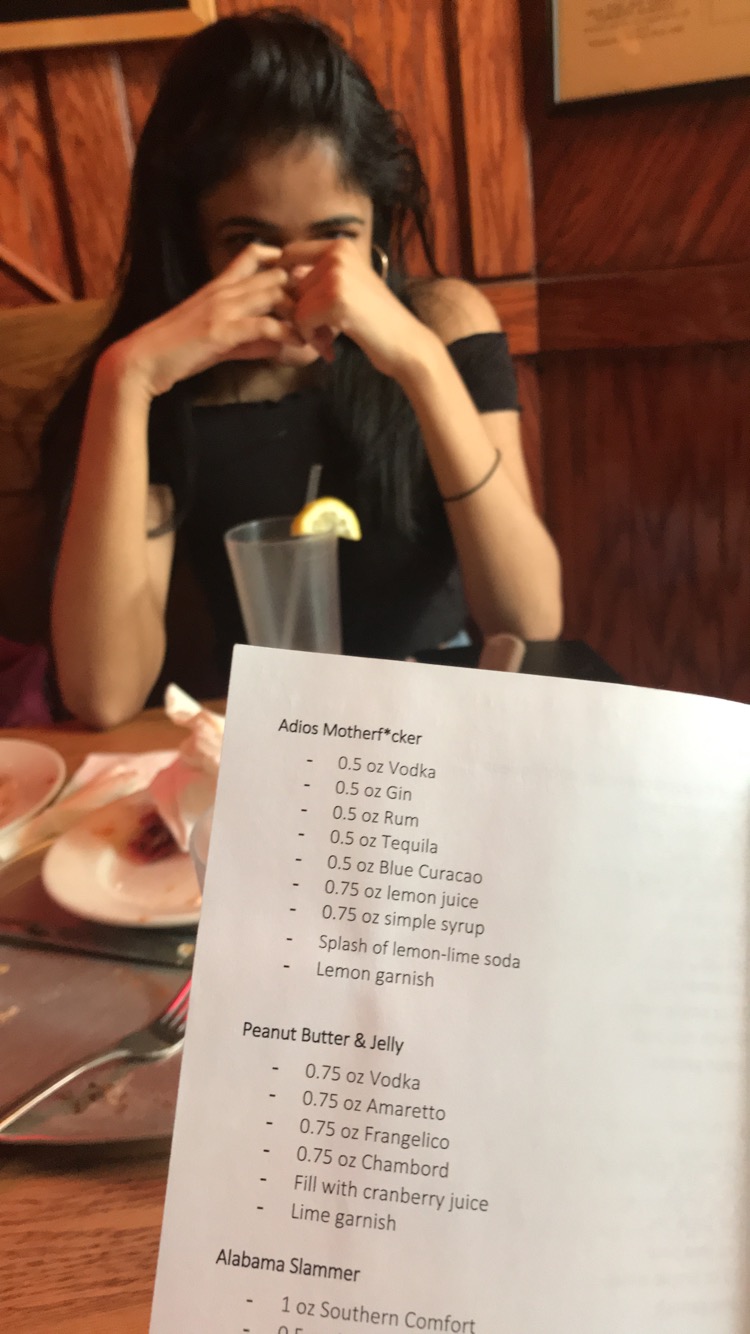 Adios Motherf*cker
- 0.5 oz Vodka
- 0.5 oz Gin
- 0.5 oz Rum
- 0.5 oz Tequila
- 0.5 oz Blue Curacao
- 0.75 oz lemon juice
- 0.75 oz simple syrup
- Splash of lemon-lime soda
- Lemon garnish
Peanut Butter & Jelly
- 0.75 oz Vodka
- 0.75 oz Amaretto
- 0.75 oz Frangelico
- 0.75 oz Chambord
- Fill with cranberry juice
- Lime garnish
Alabama Slammer
- 1 oz Southern Comfort